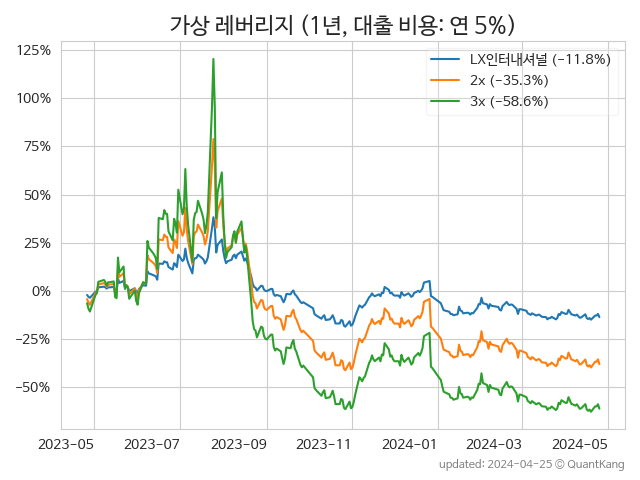 가상 레버리지 (1년, 대출 비용: 연 5%)
125%
100%
75%
50%
25%
0%
−25%
−50%
LX인터내셔널 (−11.8%)
2x (−35.3%)
3x (−58.6%)
2023-05 2023-07 2023-09 2023-11 2024-01 2024-03 2024-05
updated: 2024-04-25 © QuantKang